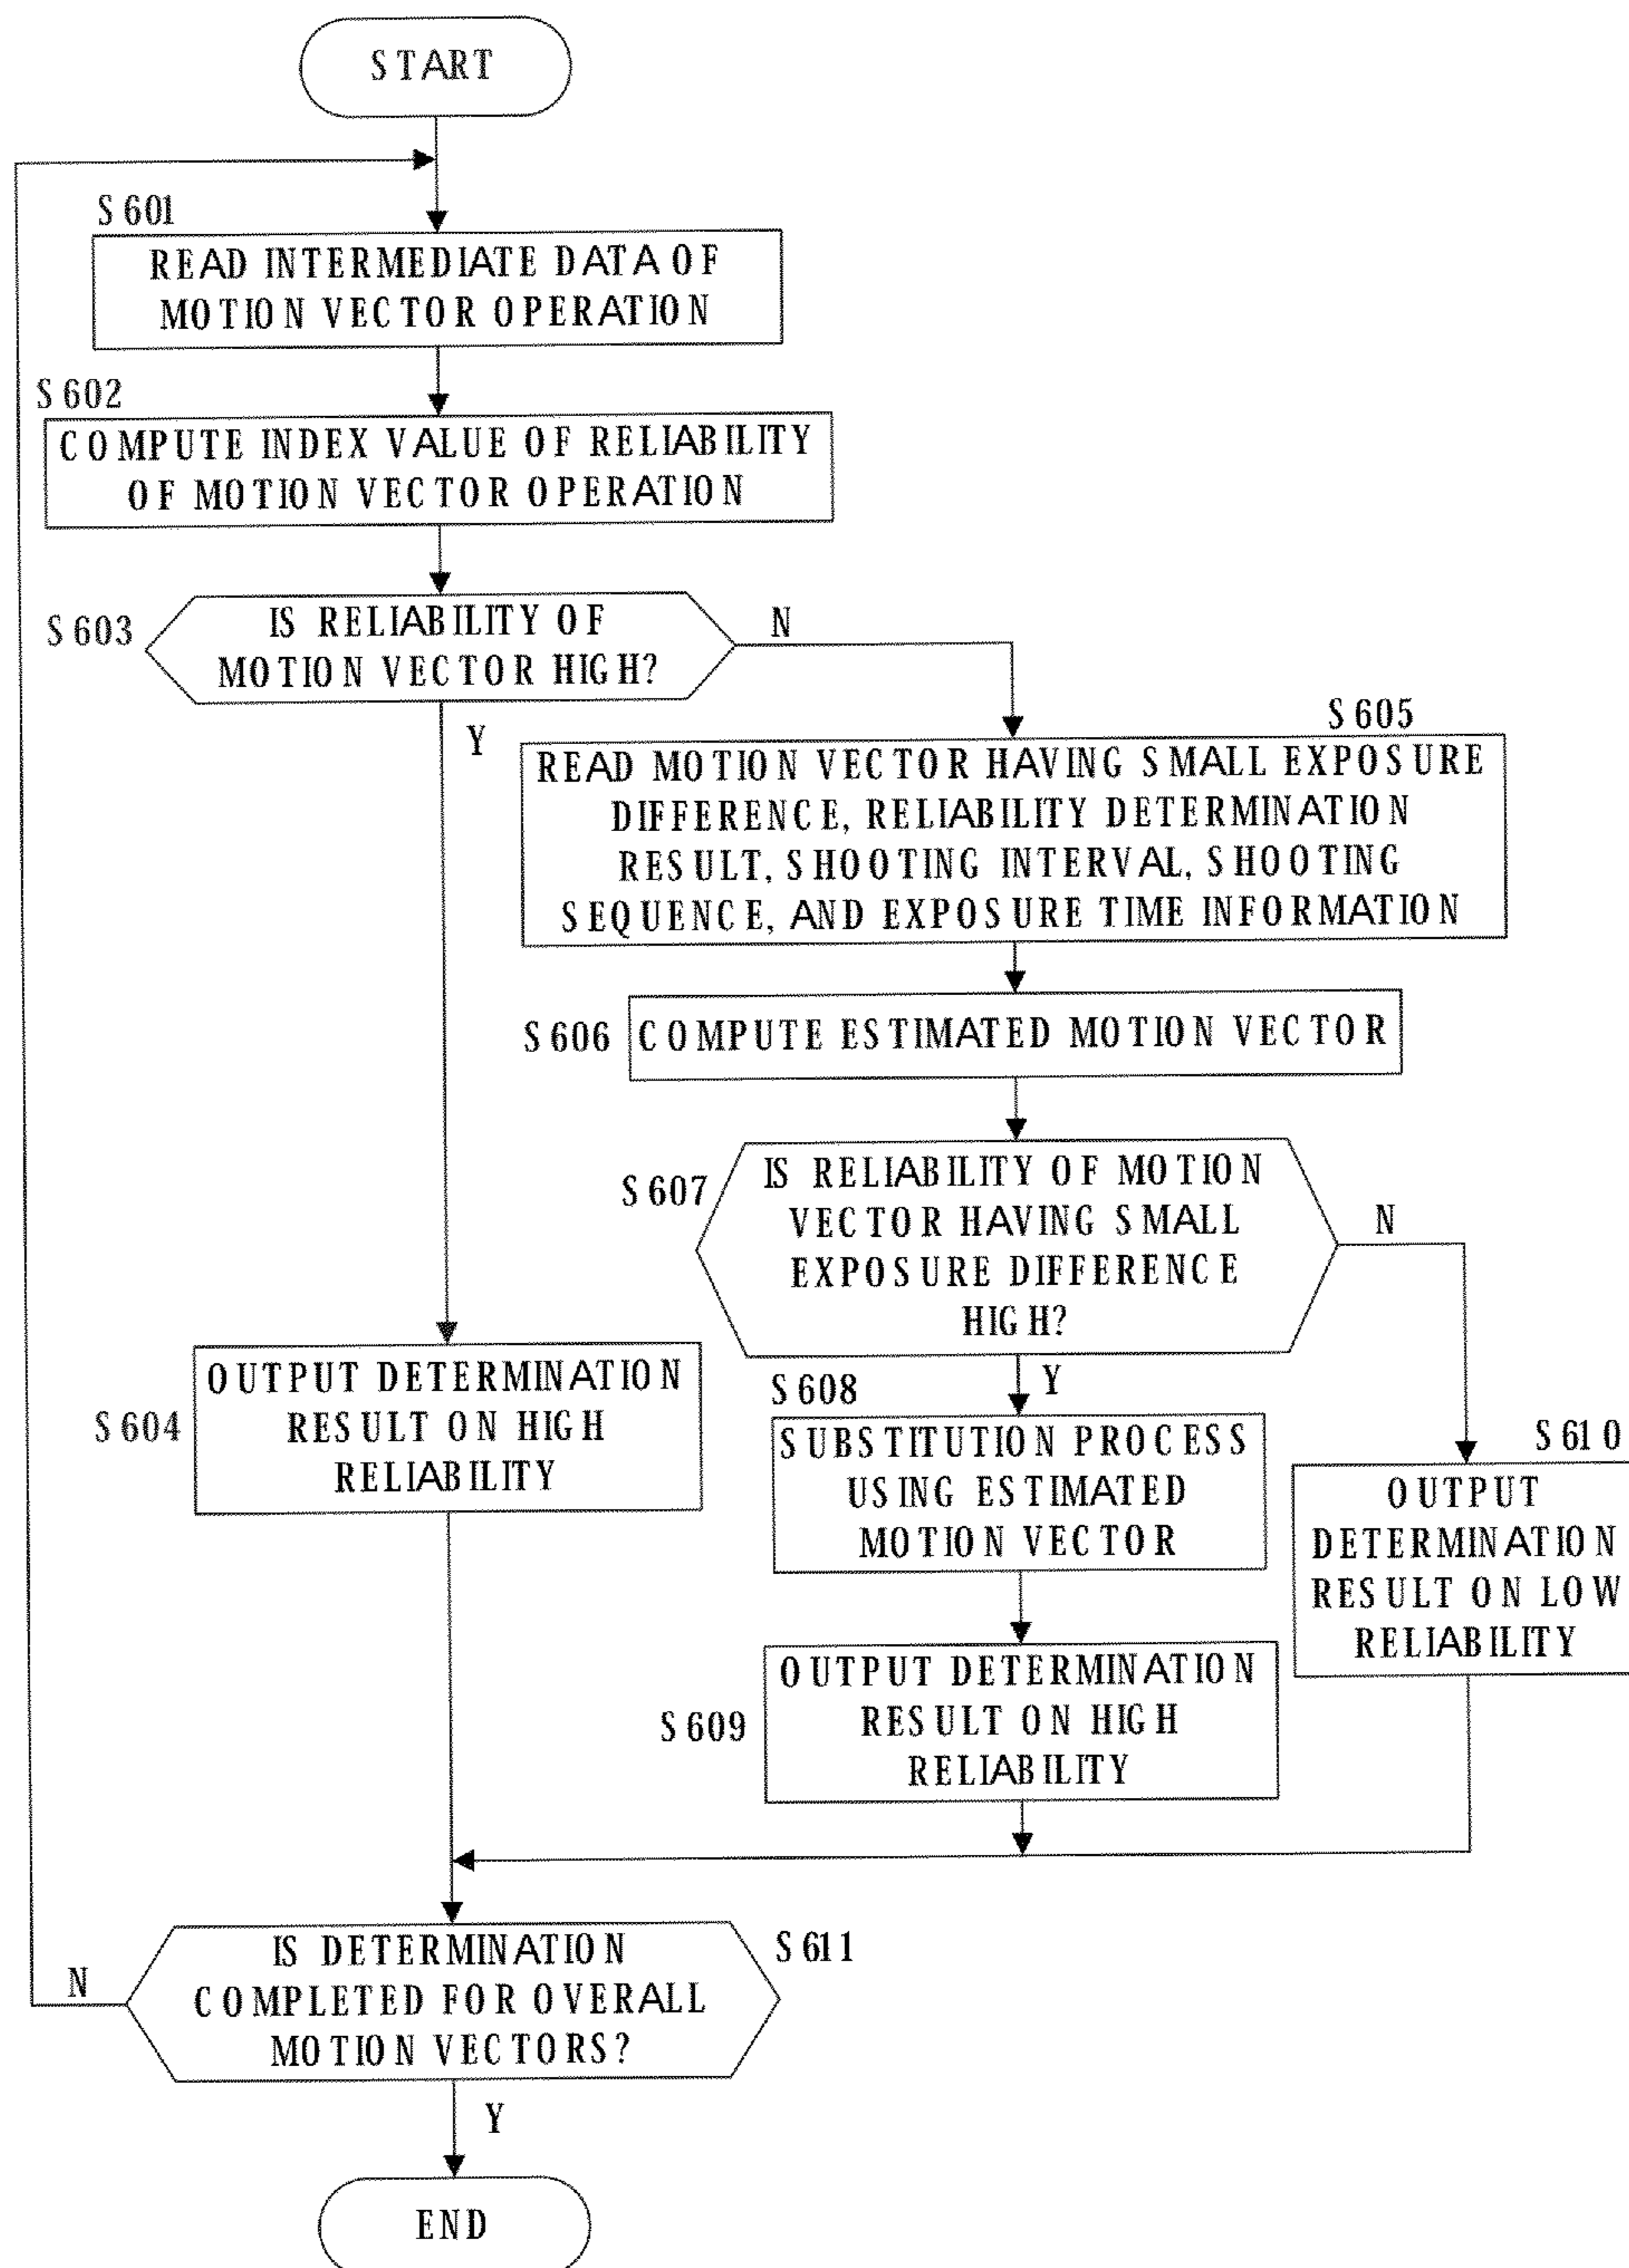 START
S601
READ INTERMEDIATE DATA OF
MOTION VECTOR OPERATION
S602
COMPUTE INDEX VALUE OF RELIABILITY
OF MOTION VECTOR OPERATION
S603
IS RELIABILITY OF
MOTION VECTOR HIGH?
N
Y
S605
READ MOTION VECTOR HAVING SMALL EXPOSURE
DIFFERENCE, RELIABILITY DETERMINATION
RESULT, SHOOTING INTERVAL, SHOOTING
SEQUENCE, AND EXPOSURE TIME INFORMATION
S606
COMPUTE ESTIMATED MOTION VECTOR
S607
IS RELIABILITY OF MOTION
VECTOR HAVING SMALL
EXPOSURE DIFFERENCE
HIGH?
N
Y
S604
OUTPUT DETERMINATION
RESULT ON HIGH
RELIABILITY
S608
SUBSTITUTION PROCESS
USING ESTIMATED
MOTION VECTOR
S610
OUTPUT
DETERMINATION
RESULT ON LOW
RELIABILITY
S609
OUTPUT DETERMINATION
RESULT ON HIGH
RELIABILITY
S611
IS DETERMINATION
COMPLETED FOR OVERALL
MOTION VECTORS?
N
Y
END